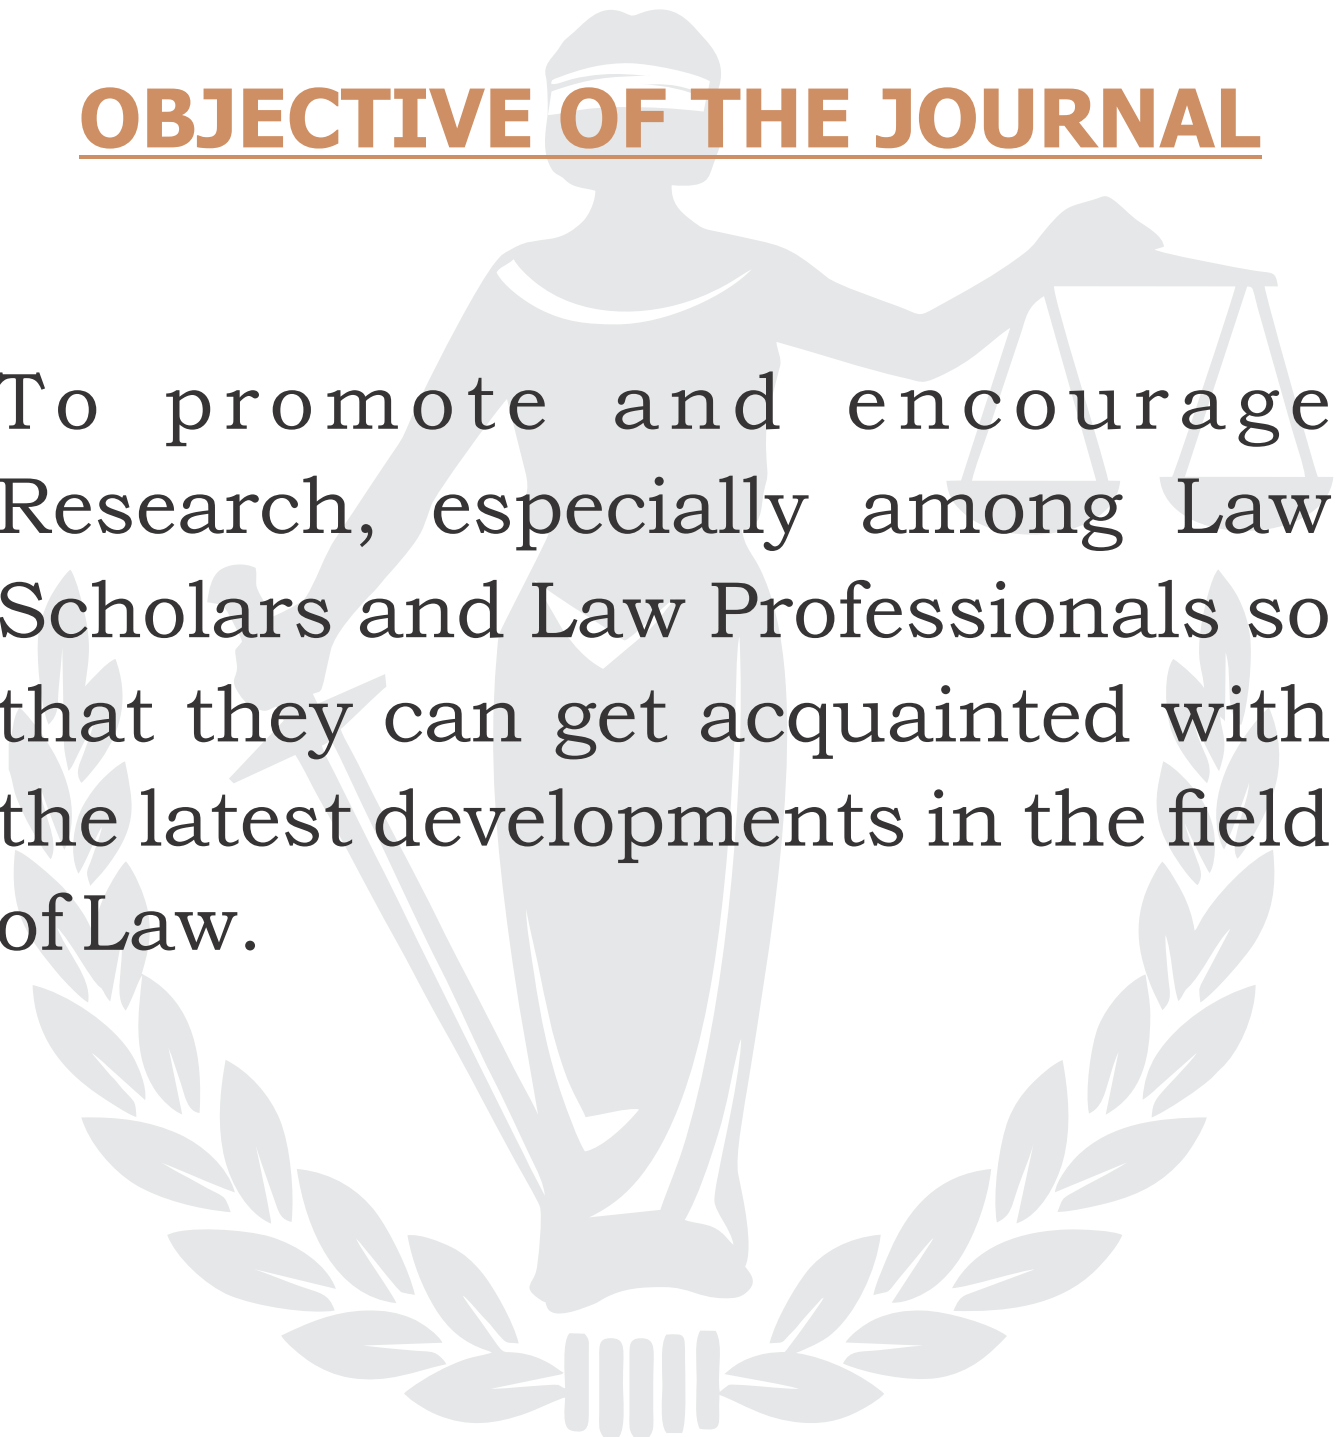 OBJECTIVE OF THE JOURNAL
To promote and encourage
Research, especially among Law
Scholars and Law Professionals so
that they can get acquainted with
the latest developments in the field
of Law.